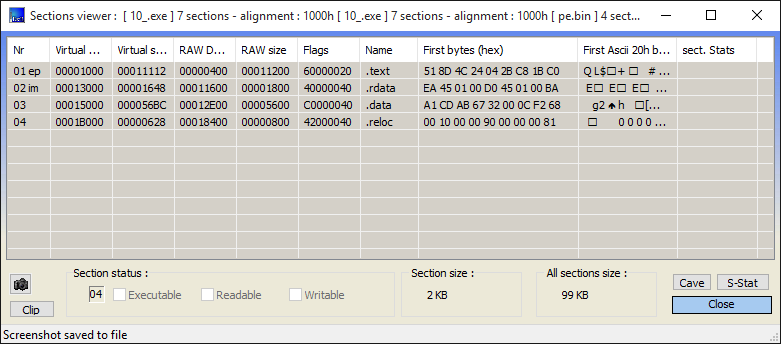 Sections viewer : [ 10_.exe ] 7 sections - alignment : 1000h [ 10_.exe ] 7 sections - alignment : 1000h [ pe.bin ] 4 sect...
Nr Virtual ... Virtual s... RAW D... RAW size Flags Name First bytes (hex) First Ascii 20h b... sect. Stats
01 ep 00001000 00011112 00000400 00011200 60000020 .text 51 8D 4C 24 04 2B C8 1B C0 Q L$□+ □ # ...
02 im 00013000 00001648 00011600 00001800 40000040 .rdata EA 45 01 00 D0 45 01 00 BA E□ E□ E□ ...
03 00015000 000056BC 00012E00 00005600 C0000040 .data A1 CD AB 67 32 00 0C F2 68 g2 ♠ h □[...
04 0001B000 00000628 00018400 00000800 42000040 .reloc 00 10 00 00 90 00 00 00 81 □ 0 0 0 0 ...
Section status :
04 Executable Readable Writable
Section size :
2 KB
All sections size :
99 KB
Cave S-Stat
Clip
Close
Screenshot saved to file